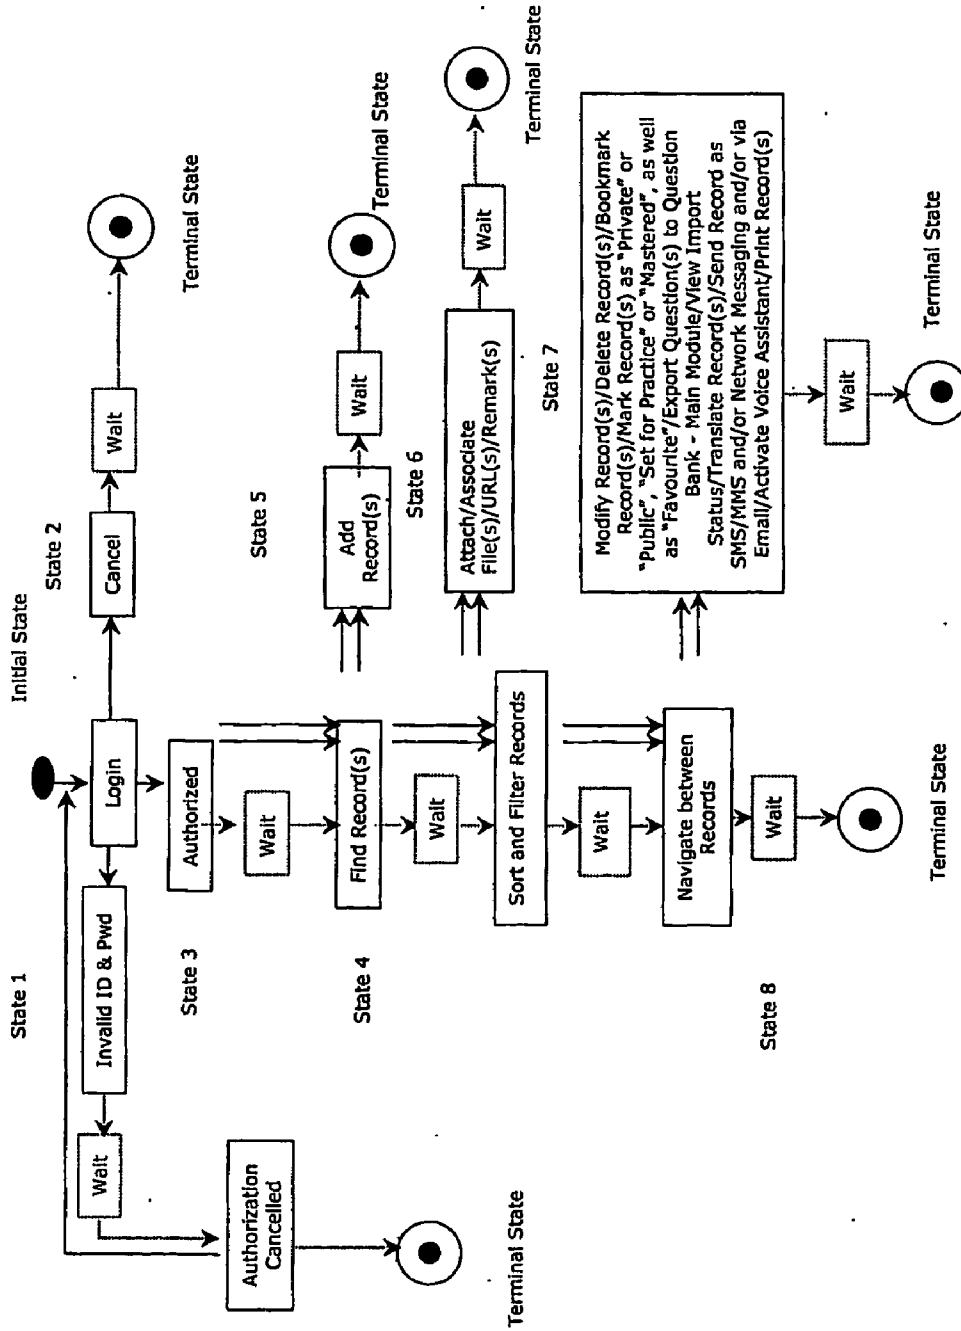 State 1
Initial State
State 2
Wait
Invalid ID & Pwd
Login
Cancel
Wait
Terminal State
Authorization
Cancelled
Terminal State
State 3
Authorized
Wait
State 4
Find Record(s)
Wait
Sort and Filter Records
Wait
Navigate between
Records
State 8
Wait
Terminal State
State 5
Add
Record(s)
Wait
Terminal State
State 6
Attach/Associate
File(s)/URL(s)/Remark(s)
Wait
Terminal State
State 7
Modify Record(s)/Delete Record(s)/Bookmark
Record(s)/Mark Record(s) as "Private" or
"Public", "Set for Practice" or "Mastered", as well
as "Favourite"/Export Question(s) to Question
Bank - Main Module/View Import
Status/Translate Record(s)/Send Record as
SMS/MMS and/or Network Messaging and/or via
Email/Activate Voice Assistant/Print Record(s)
Wait
Terminal State